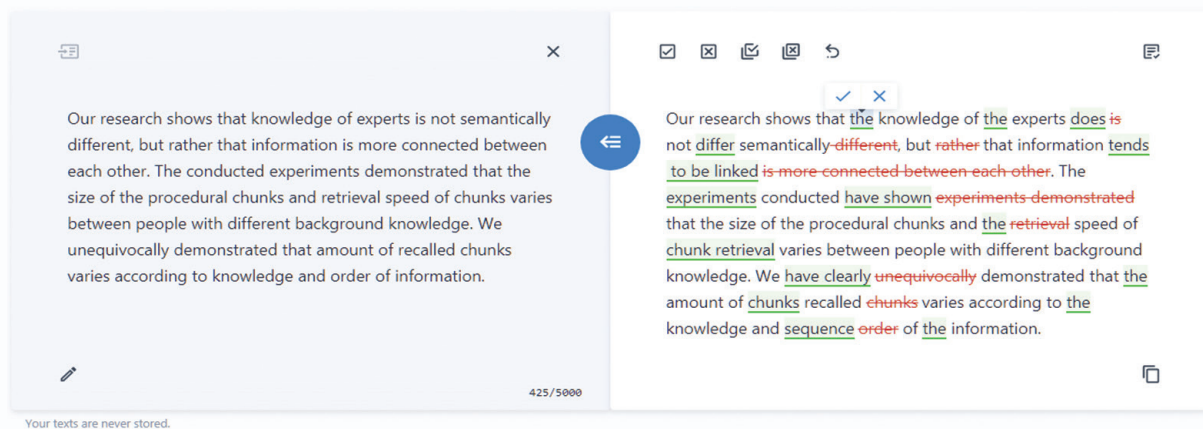 Our research shows that knowledge of experts is not semantically
different, but rather that information is more connected between
each other. The conducted experiments demonstrated that the
size of the procedural chunks and retrieval speed of chunks varies
between people with different background knowledge. We
unequivocally demonstrated that amount of recalled chunks
varies according to knowledge and order of information.
425/5000
Our research shows that the knowledge of the experts does is
not differ semantically different, but rather that information tends
to be linked is more connected between each other. The
experiments conducted have shown experiments demonstrated
that the size of the procedural chunks and the retrieval speed of
chunk retrieval varies between people with different background
knowledge. We have clearly unequivocally demonstrated that the
amount of chunks recalled chunks varies according to the
knowledge and sequence order of the information.
Your texts are never stored.